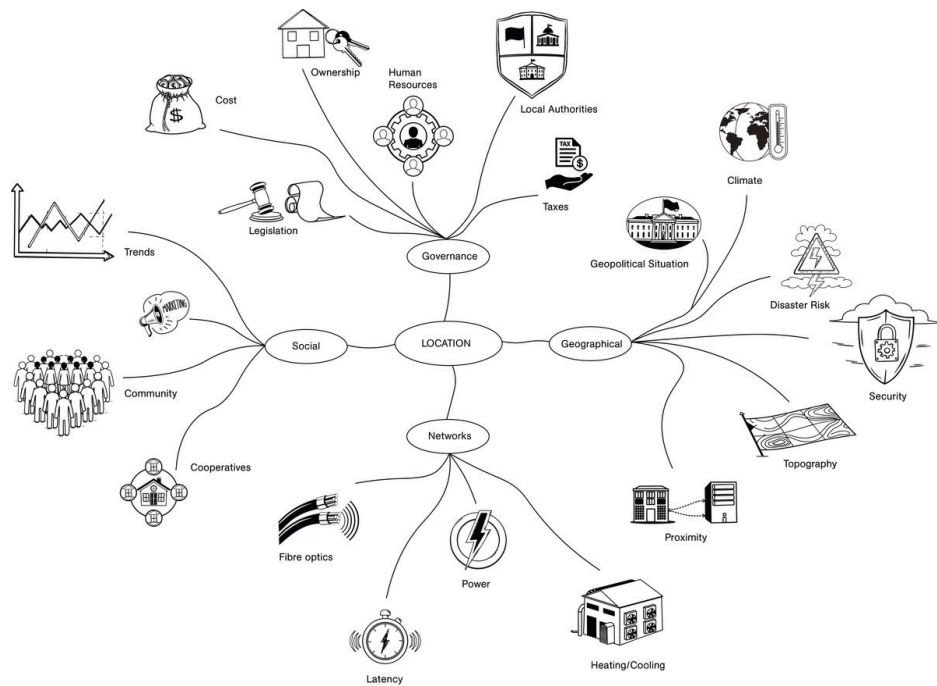 Ownership
Human
Resources
Local Authorities
Cost
$
TAX
$
Climate
Taxes
Legislation
Trends
Governance
Geopolitical Situation
Disaster Risk
MARKETING
Social
LOCATION
Geographical
Security
Community
Networks
Cooperatives
Topography
Fibre optics
Power
Proximity
Latency
Heating/Cooling